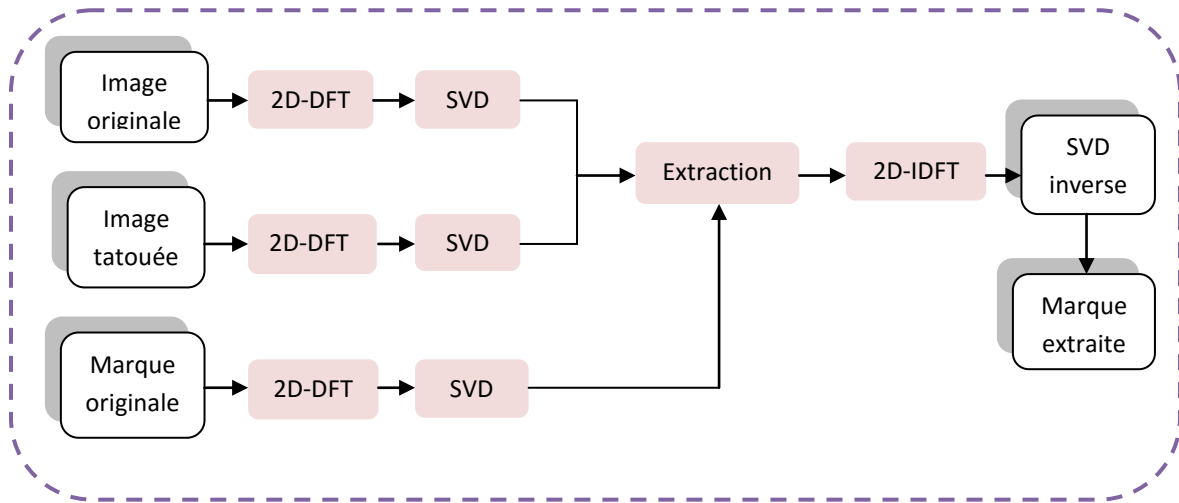 Image
originale
2D-DFT
SVD
Image
tatouée
2D-DFT
SVD
Marque
originale
2D-DFT
SVD
Extraction
2D-IDFT
SVD
inverse
Marque
extraite